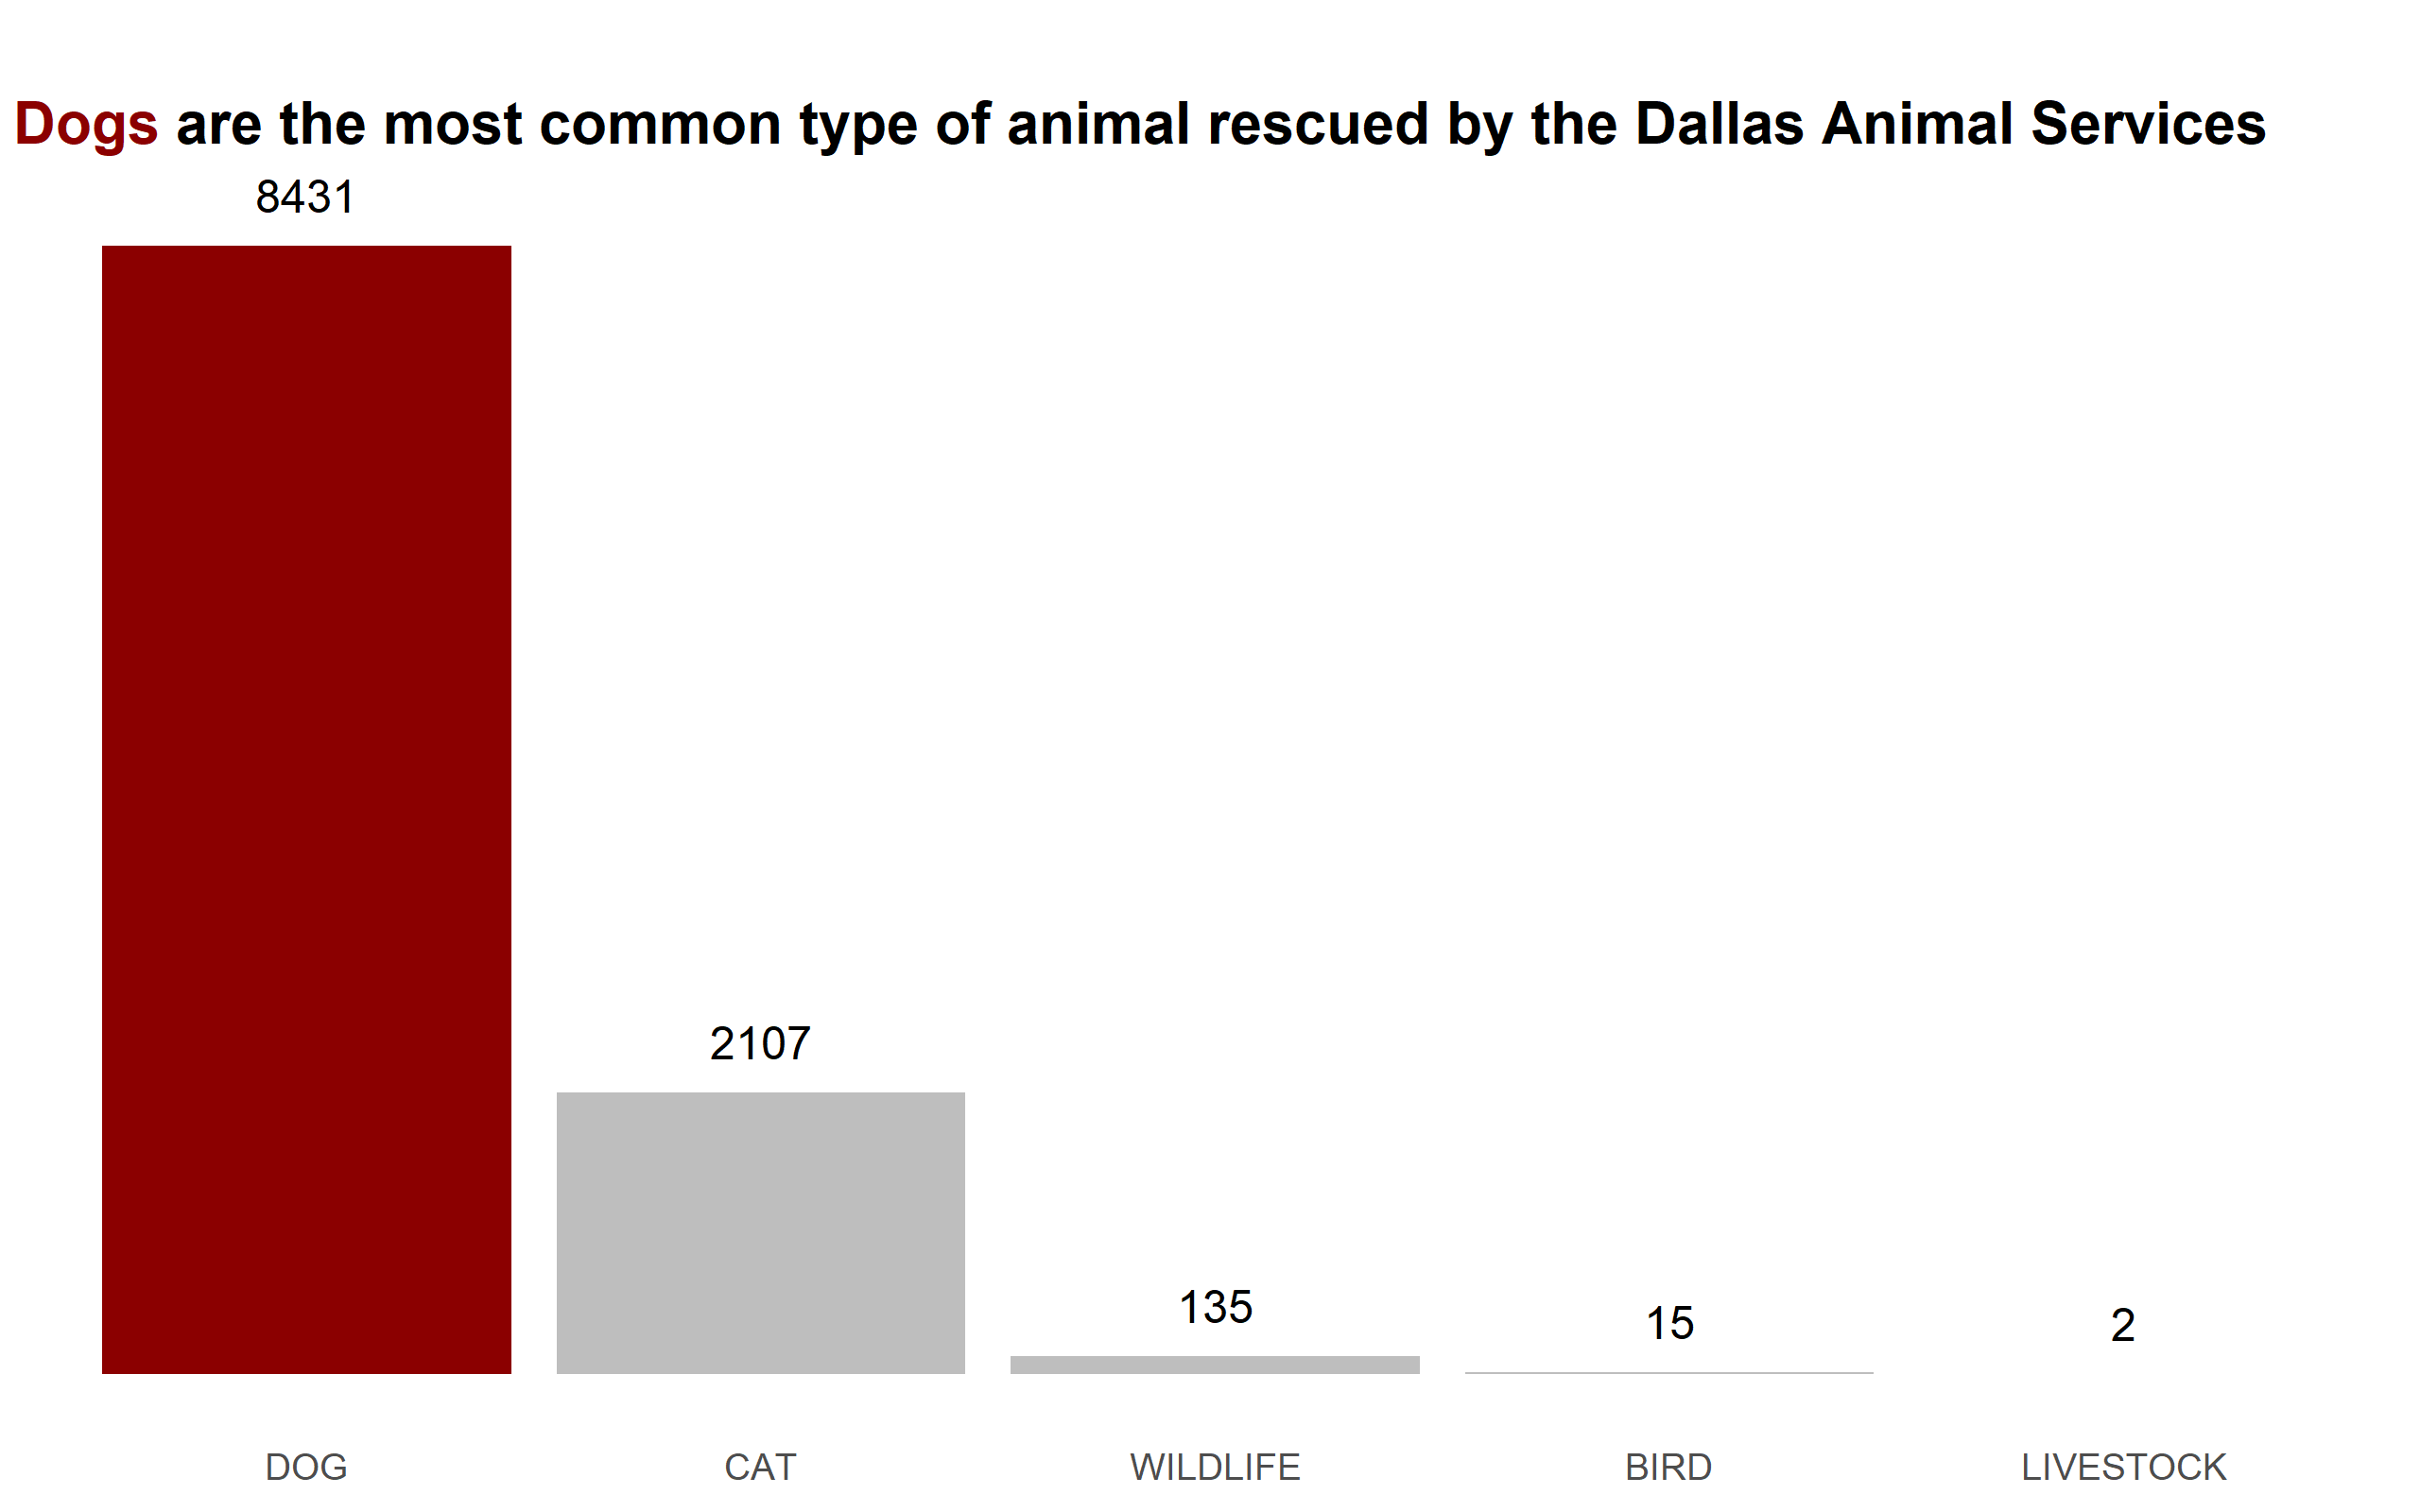 Dogs are the most common type of animal rescued by the Dallas Animal Services
8431
2107
135
15
2
DOG
CAT
WILDLIFE
BIRD
LIVESTOCK